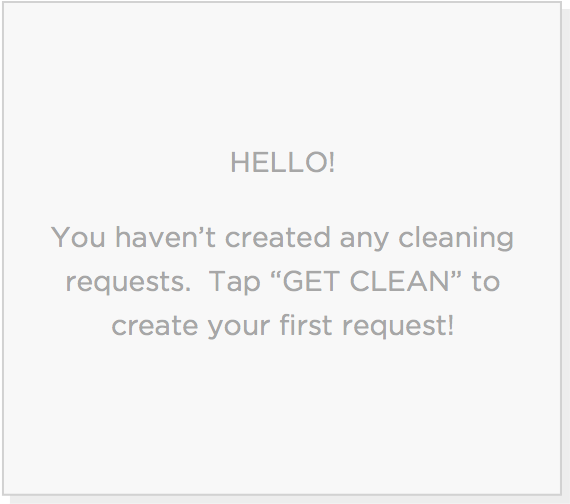 HELLO!
You haven’t created any cleaning
requests.  Tap “GET CLEAN” to
create your first request!